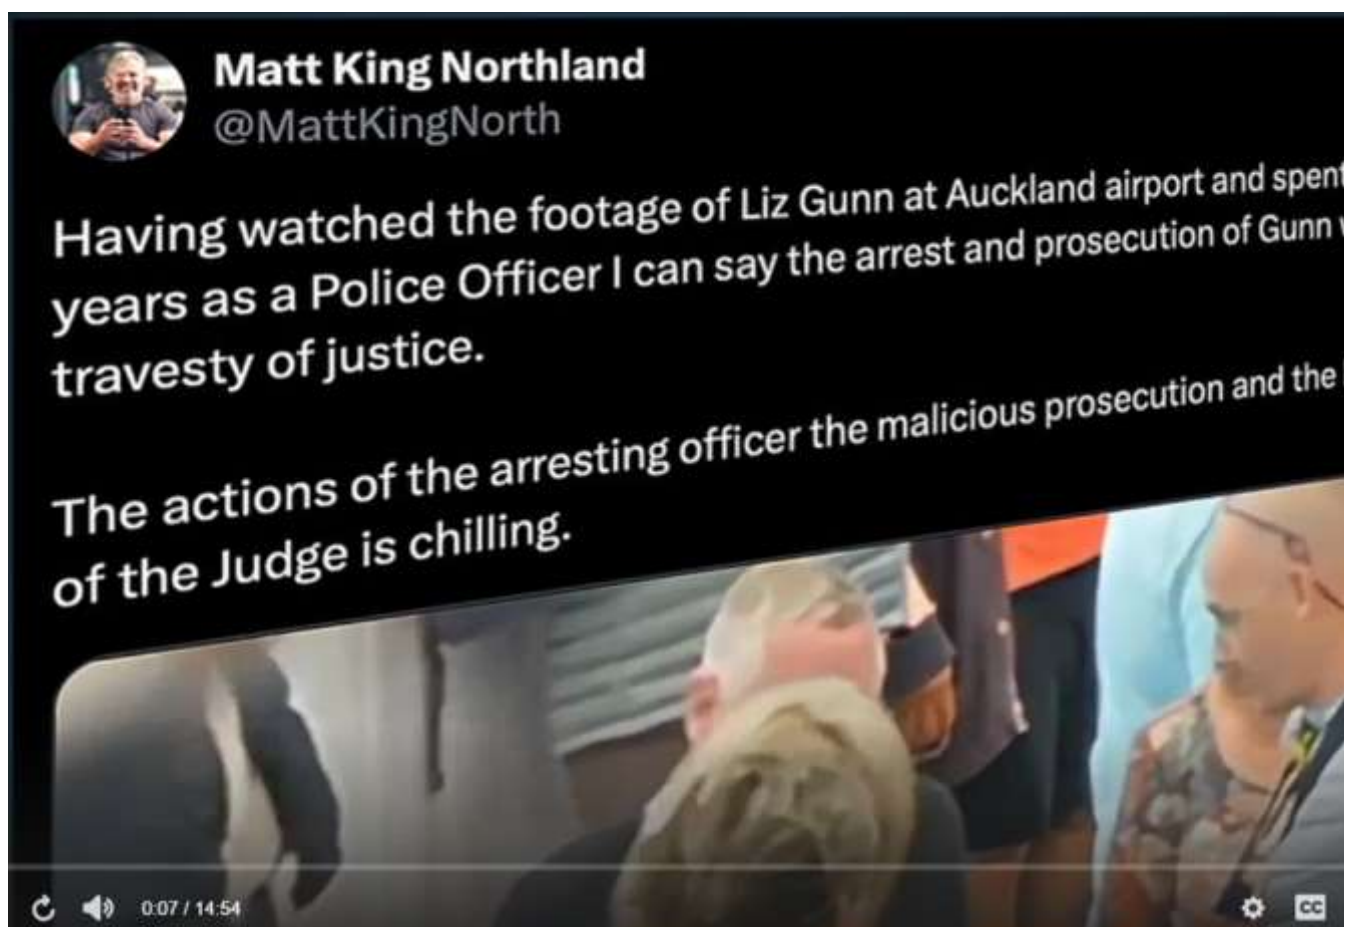 Matt King Northland
@MattKingNorth
Having watched the footage of Liz Gunn at Auckland airport and spent
years as a Police Officer I can say the arrest and prosecution of Gunn
travesty of justice.
The actions of the arresting officer the malicious prosecution and the
of the Judge is chilling.
0:07 / 14:54
CC